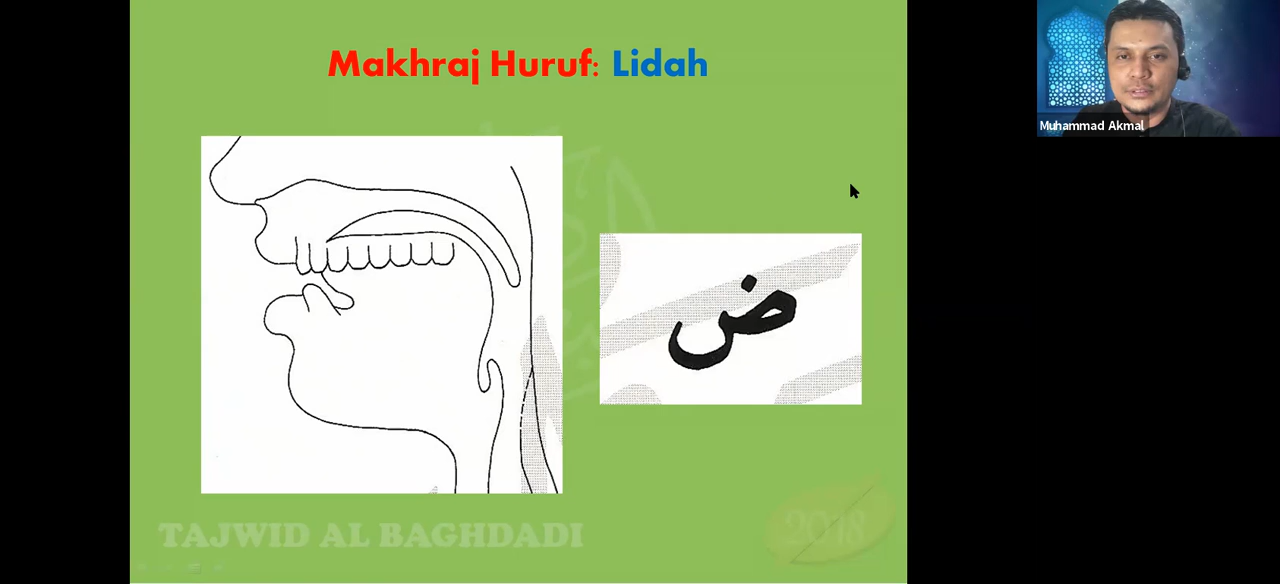 Makhraj Huruf: Lidah
Muhammad Akmal
ض
TAJWID AL BAGHDADI
2018